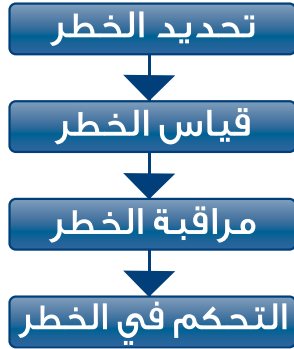 تحديد الخطر
قياس الخطر
مراقبة الخطر
التحكم في الخطر